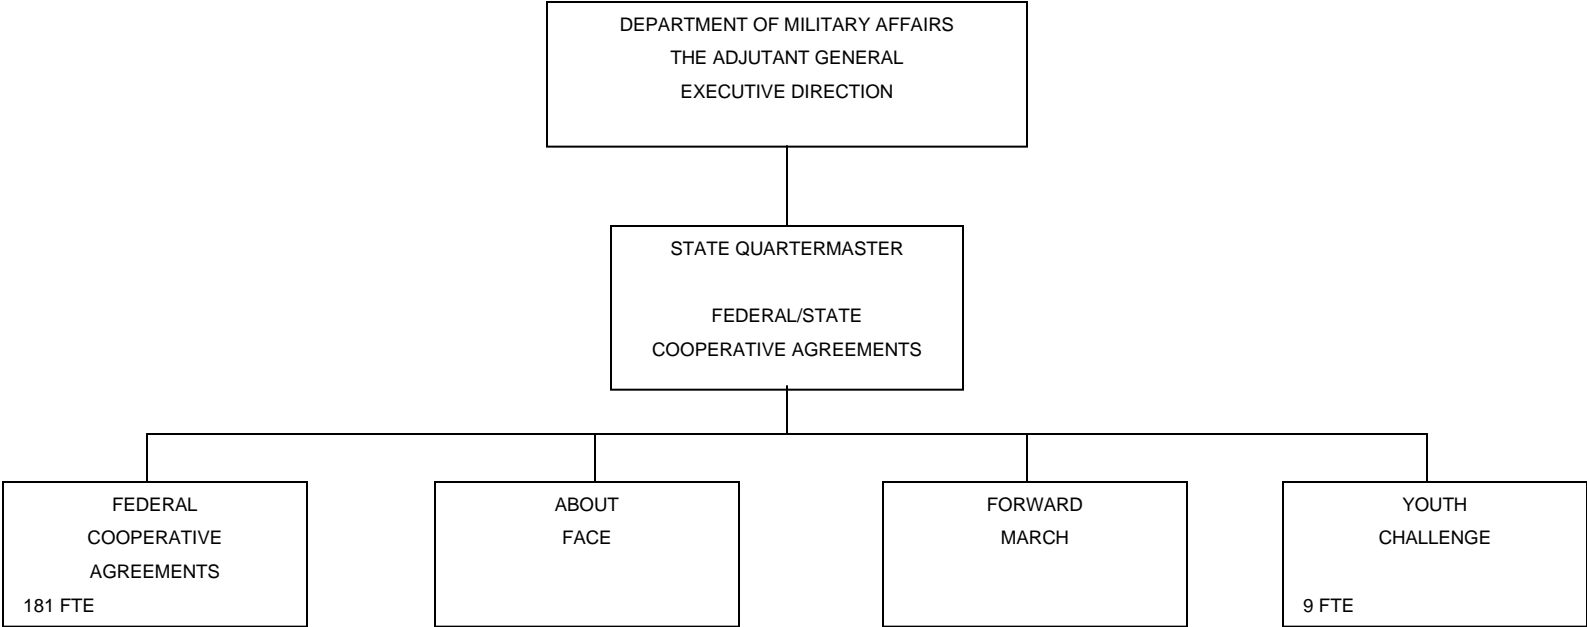 DEPARTMENT OF MILITARY AFFAIRS
THE ADJUTANT GENERAL
EXECUTIVE DIRECTION
STATE QUARTERMASTER
FEDERAL/STATE
COOPERATIVE AGREEMENTS
FEDERAL
COOPERATIVE
AGREEMENTS
181 FTE
ABOUT
FACE
FORWARD
MARCH
YOUTH
CHALLENGE
9 FTE